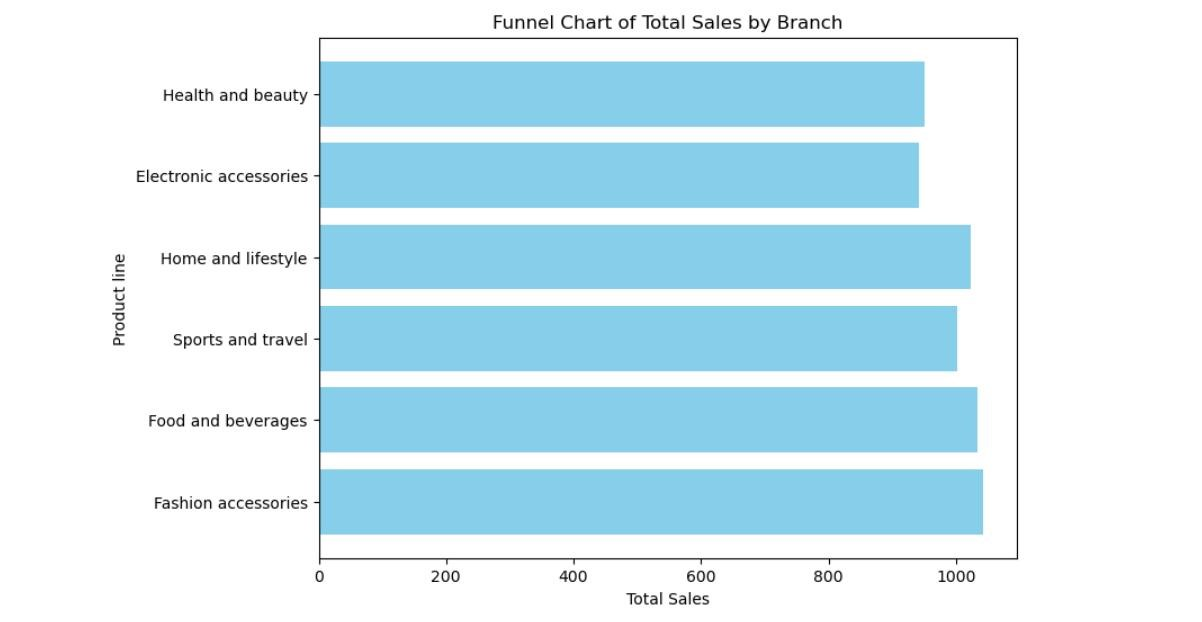 Funnel Chart of Total Sales by Branch
Health and beauty
Electronic accessories
Home and lifestyle
Sports and travel
Food and beverages
Fashion accessories
Product line
0 200 400 600 800 1000
Total Sales